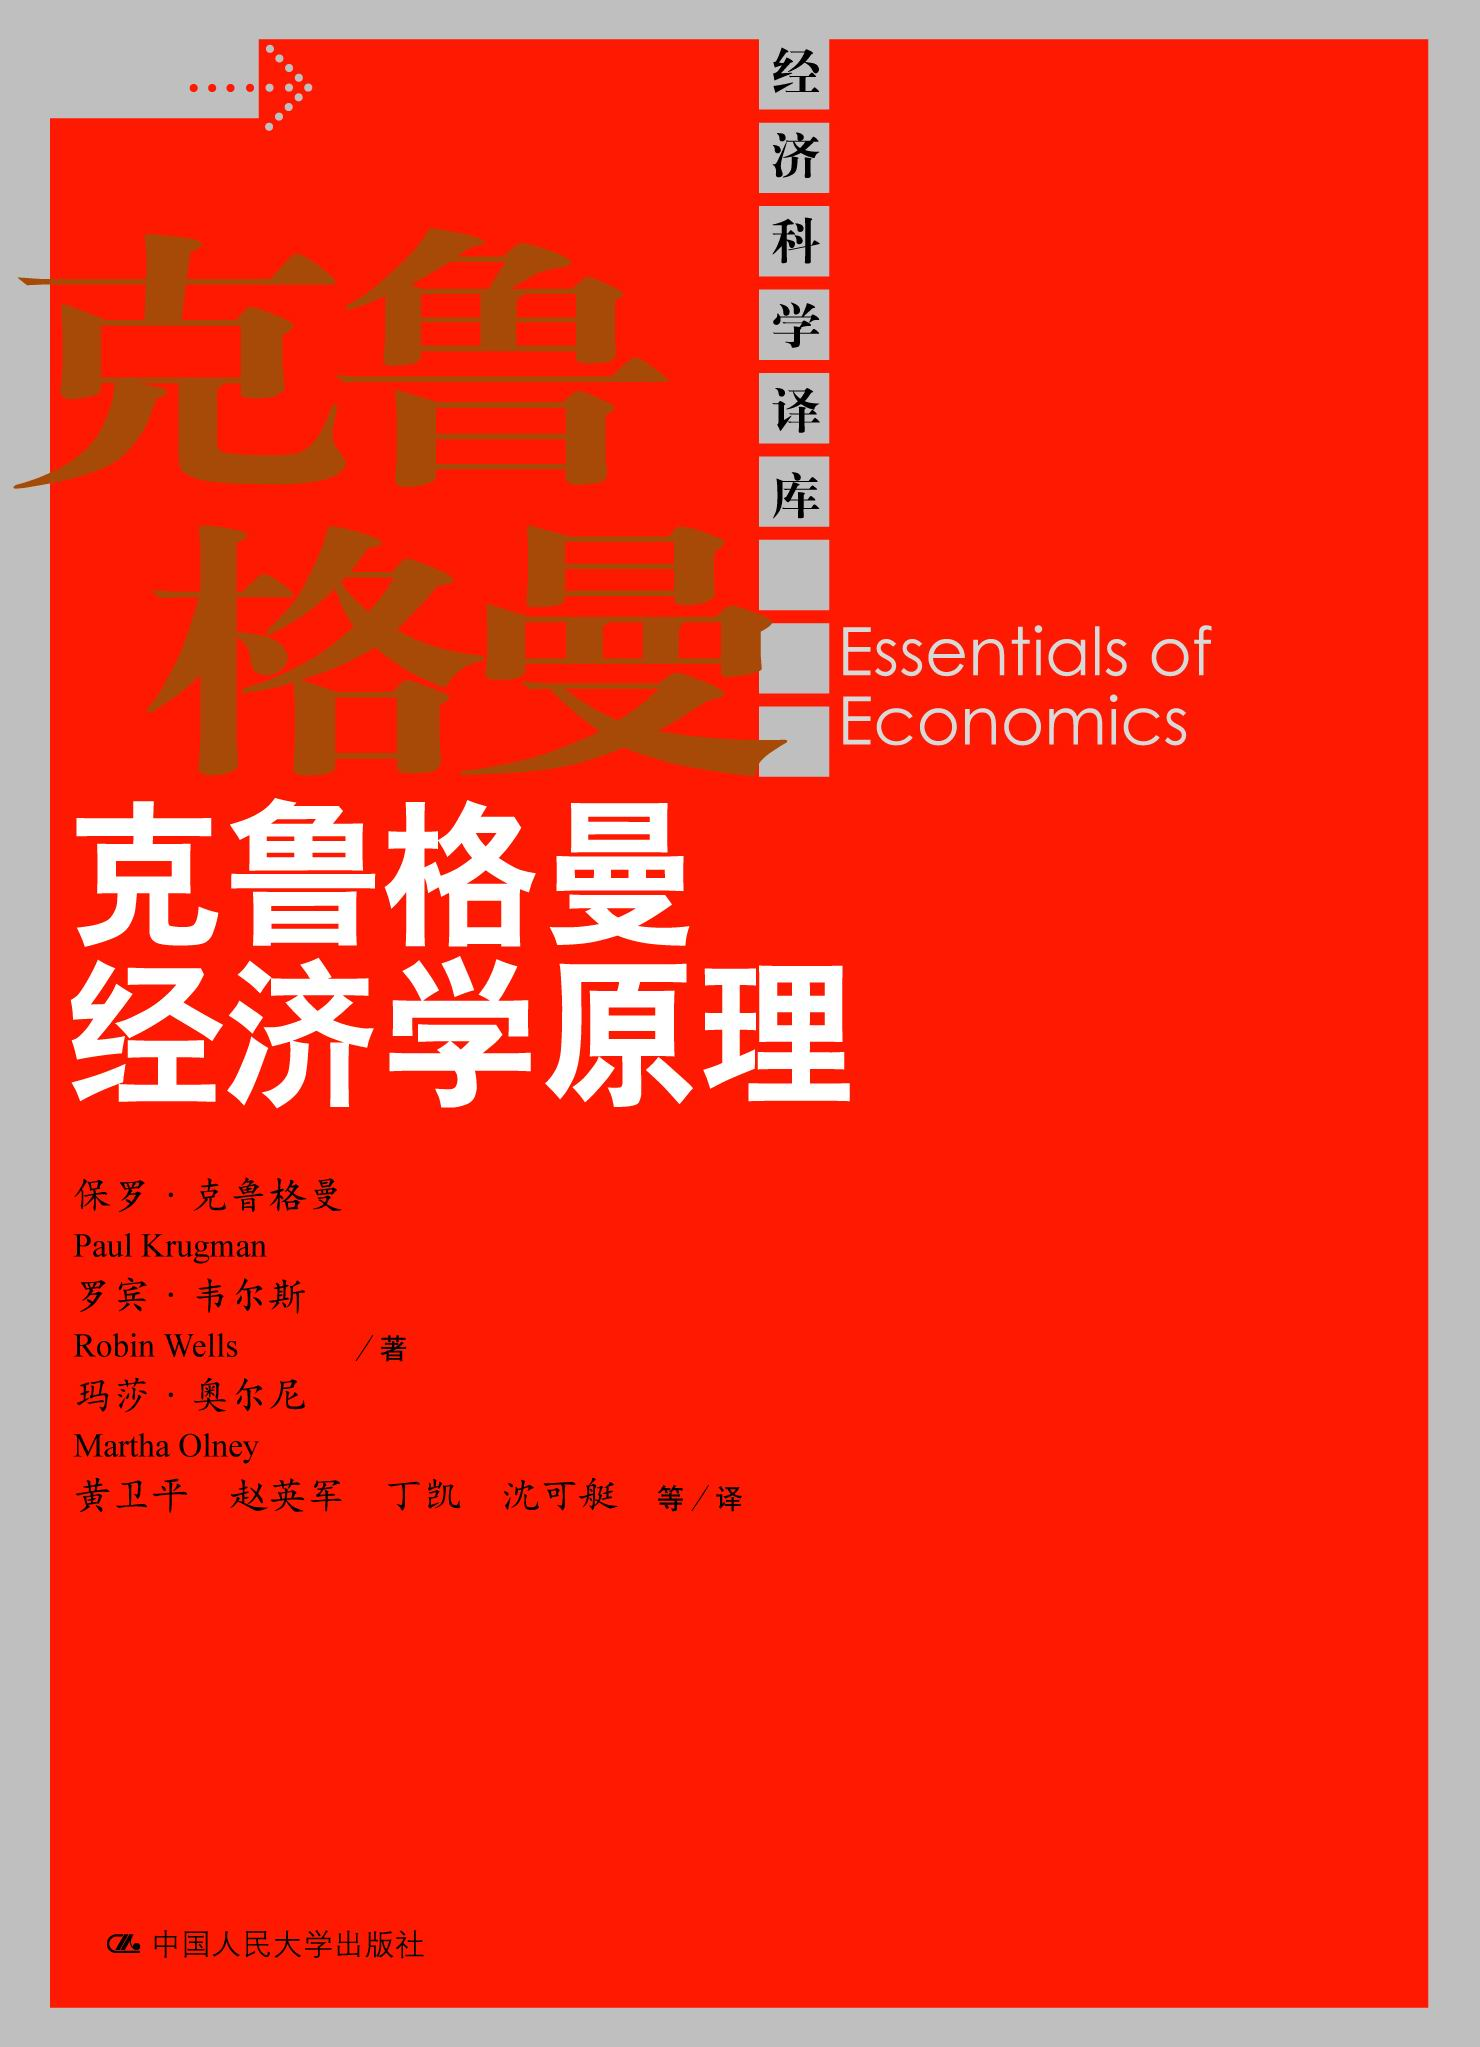 经济科学译库
克鲁
格曼
Essentials of
Economics
克鲁格曼
经济学原理
保罗·克鲁格曼
Paul Krugman
罗宾·韦尔斯
Robin Wells ／著
玛莎·奥尔尼
Martha Olney
黄卫平 赵英军 丁凯 沈可挺 等／译
中国人民大学出版社